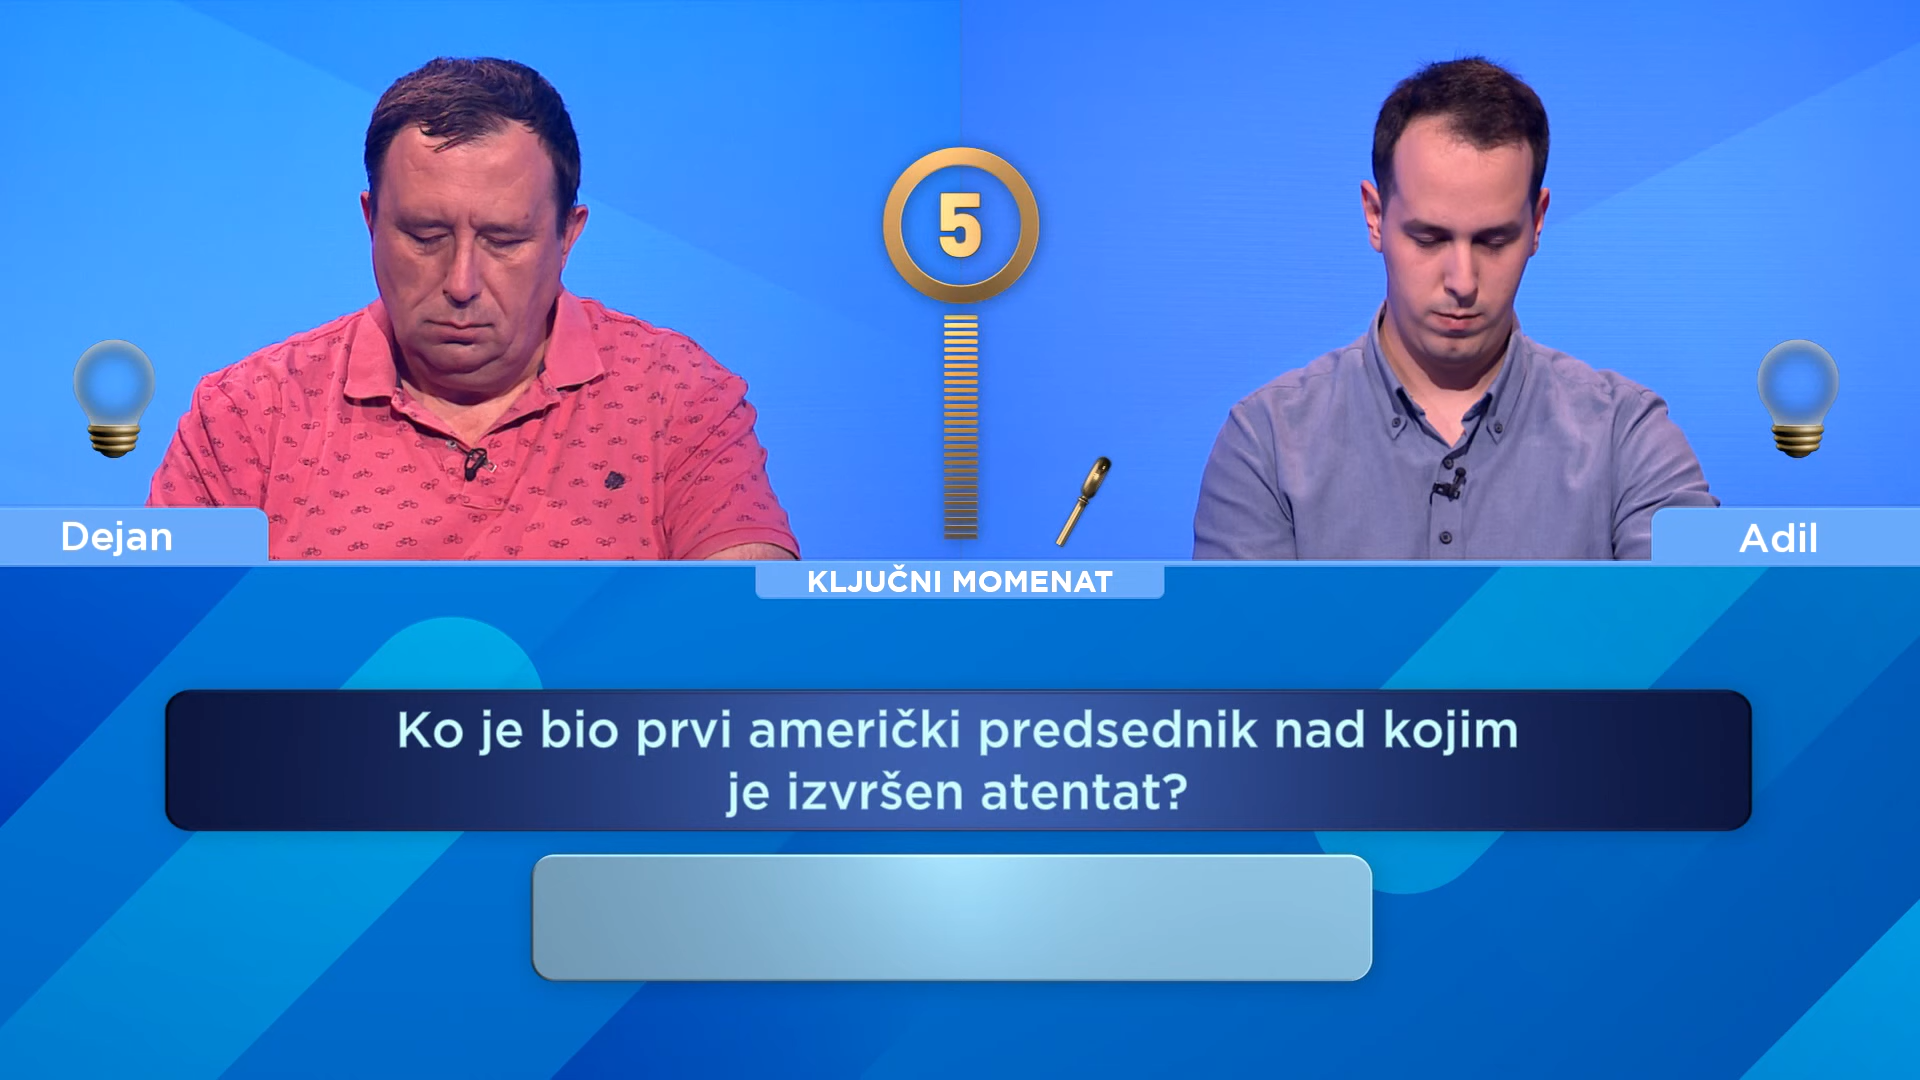 5
Dejan
Adil
KLJUČNI MOMENAT
Ko je bio prvi američki predsednik nad kojim
je izvršen atentat?